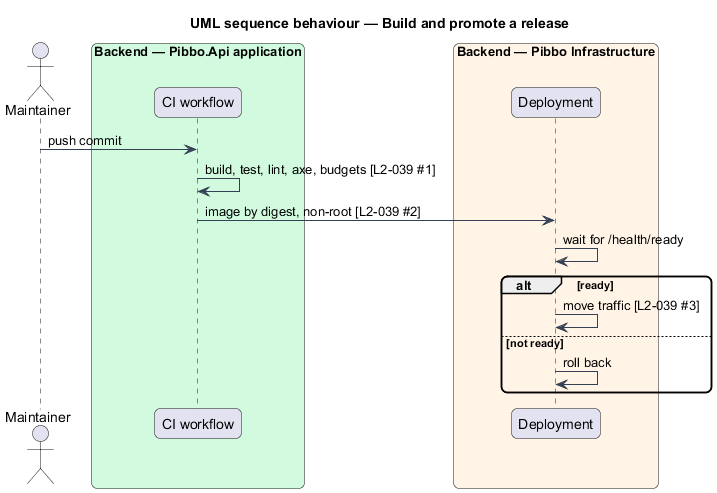 UML sequence behaviour — Build and promote a release
Backend — Pibbo.Api application
Backend — Pibbo Infrastructure
Maintainer
CI workflow
Deployment
push commit
build, test, lint, axe, budgets [L2-039 #1]
image by digest, non-root [L2-039 #2]
wait for /health/ready
alt [ready]
move traffic [L2-039 #3]
[not ready]
roll back
Maintainer
CI workflow
Deployment